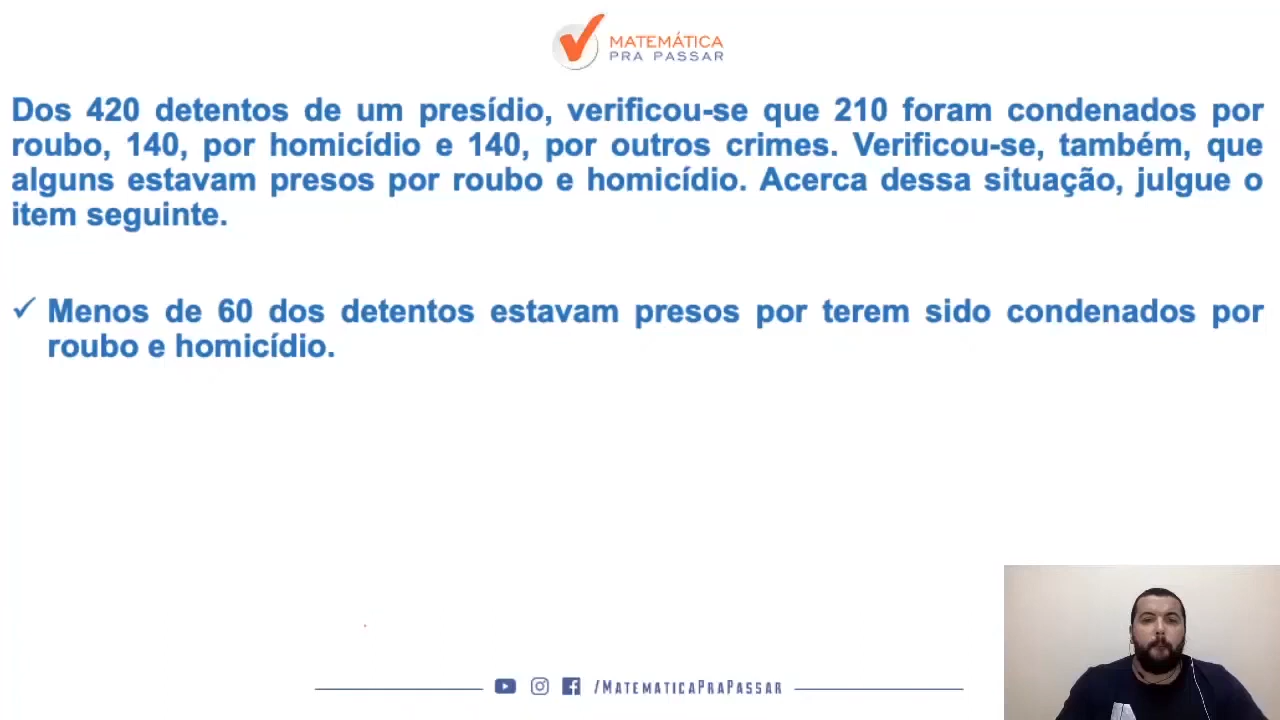 MATEMÁTICA
PRA PASSAR
Dos 420 detentos de um presídio, verificou-se que 210 foram condenados por
roubo, 140, por homicídio e 140, por outros crimes. Verificou-se, também, que
alguns estavam presos por roubo e homicídio. Acerca dessa situação, julgue o
item seguinte.
✓ Menos de 60 dos detentos estavam presos por terem sido condenados por
roubo e homicídio.
/MATEMATICAPRAPASSAR